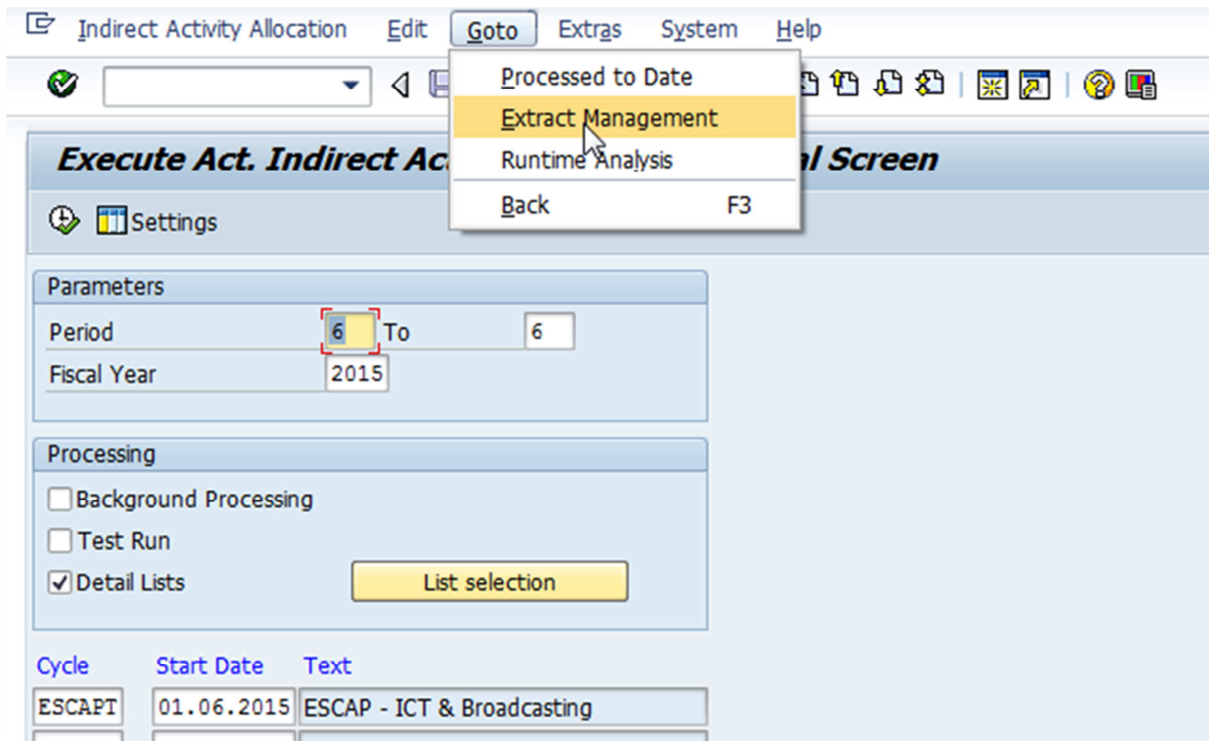 Indirect Activity Allocation Edit Goto Extras System Help
Processed to Date
Extract Management
Runtime Analysis
Back F3
Execute Act. Indirect Ac l Screen
Settings
Parameters
Period 6 To 6
Fiscal Year 2015
Processing
Background Processing
Test Run
Detail Lists List selection
Cycle Start Date Text
ESCAPT 01.06.2015 ESCAP - ICT & Broadcasting